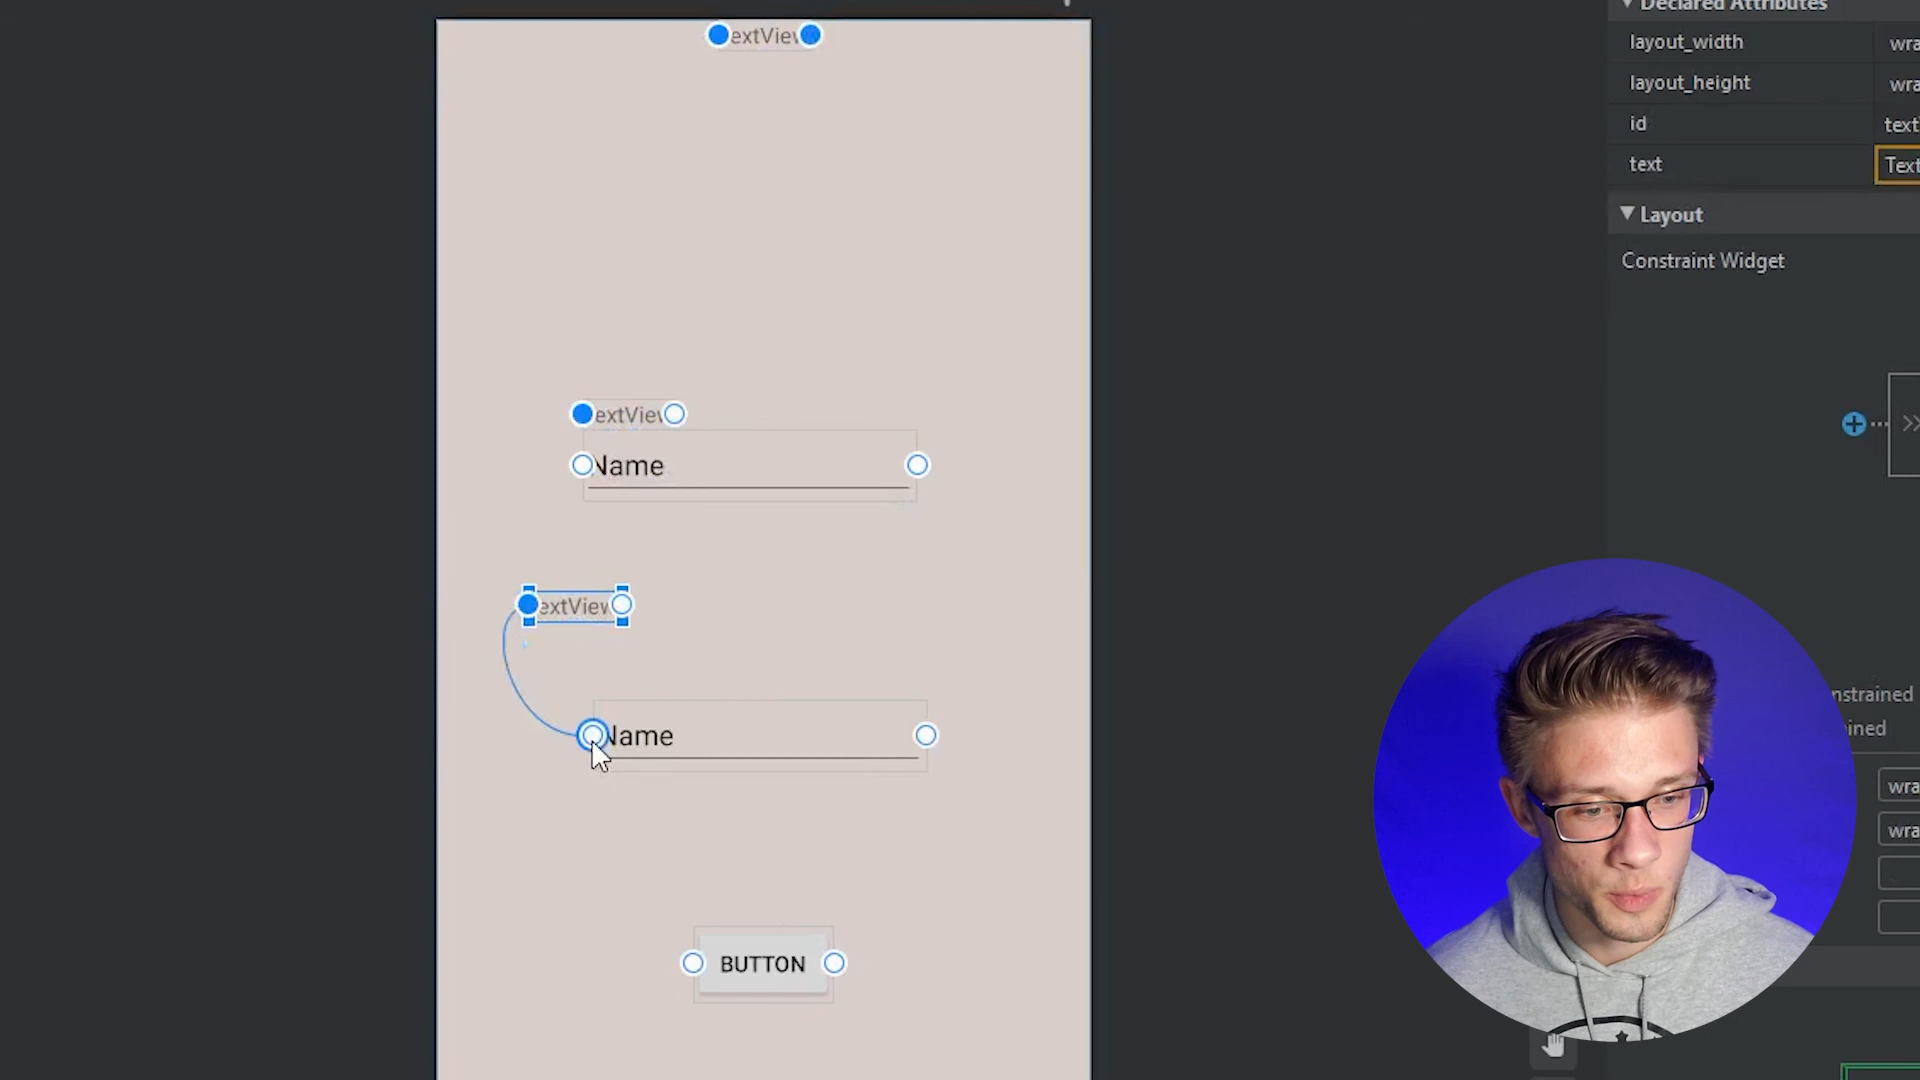 extView
Declared Attributes
layout_width wra
layout_height wra
id text
text Text
Layout
Constraint Widget
extView
Name
extView
Name
nstrained
ined
wra
wra
BUTTON